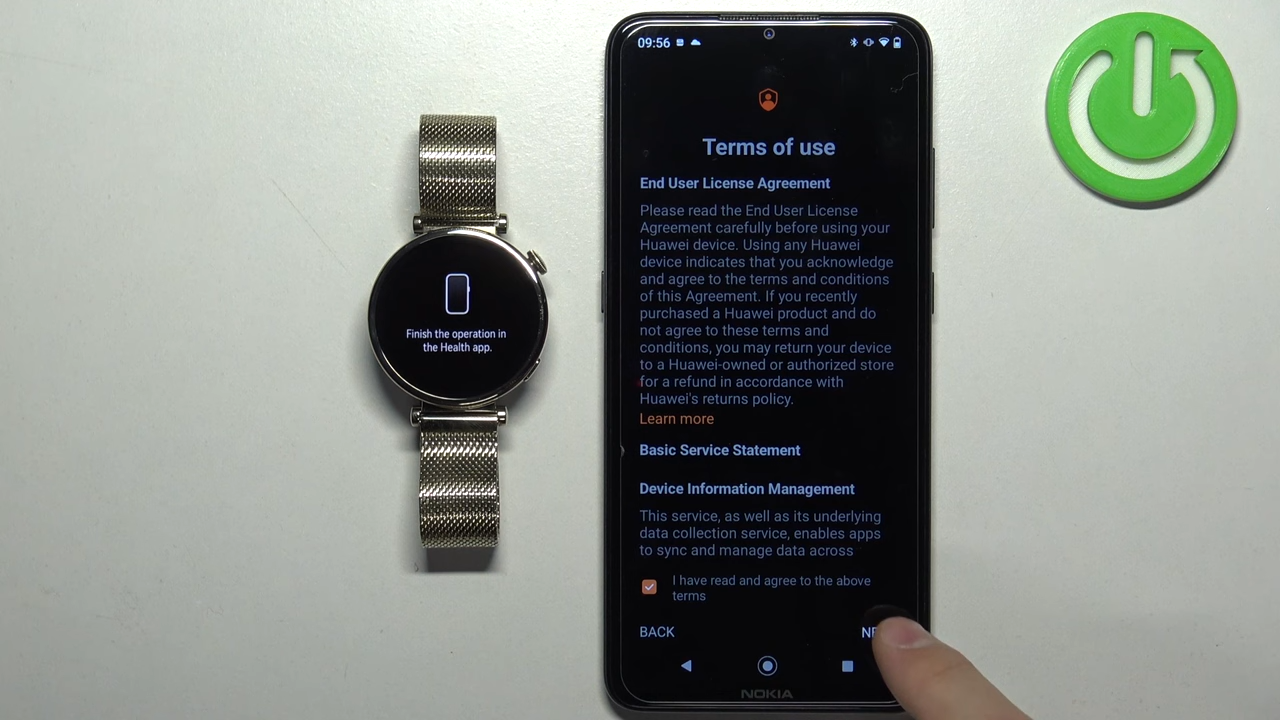 09:56
Terms of use
End User License Agreement
Please read the End User License
Agreement carefully before using your
Huawei device. Using any Huawei
device indicates that you acknowledge
and agree to the terms and conditions
of this Agreement. If you recently
purchased a Huawei product and do
not agree to these terms and
conditions, you may return your device
to a Huawei-owned or authorized store
for a refund in accordance with
Huawei's returns policy.
Learn more
Basic Service Statement
Device Information Management
This service, as well as its underlying
data collection service, enables apps
to sync and manage data across
I have read and agree to the above
terms
BACK
NOKIA
Finish the operation in
the Health app.